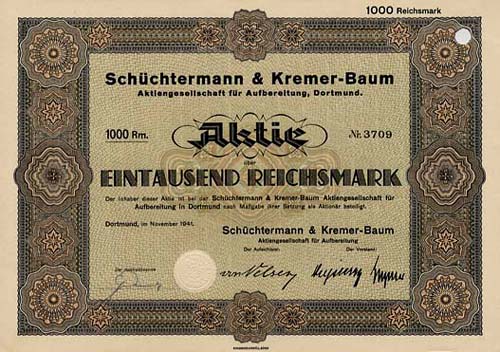 1000 Reichsmark
Schüchtermann & Kremer-Baum
Aktiengesellschaft für Aufbereitung, Dortmund.
1000 Rm.
Aktie
Nr. 3709
über
EINTAUSEND REICHSMARK
Der Inhaber dieser Aktie ist bei der Schüchtermann & Kremer-Baum Aktiengesellschaft für
Aufbereitung in Dortmund nach Maßgabe ihrer Satzung als Aktionär beteiligt.
Dortmund, im November 1941.
Schüchtermann & Kremer-Baum
Aktiengesellschaft für Aufbereitung
Der Aufsichtsrat: Der Vorstand: